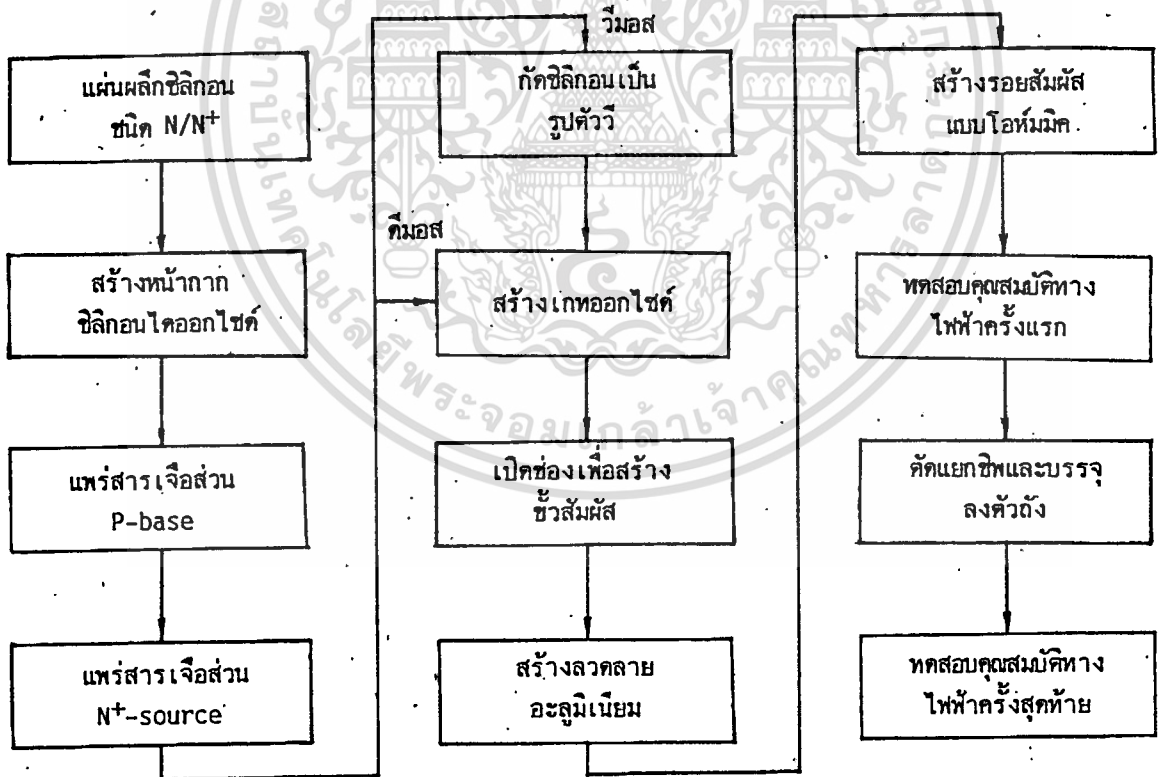 แผ่นผลึกซิลิกอน
ชนิด N/N+
สร้างหน้ากาก
ซิลิกอนไดออกไซด์
แพร่สารเจือส่วน
P-base
แพร่สารเจือส่วน
N+-source
วีมอส
กัดซิลิกอนเป็น
รูปตัววี
ดีมอส
สร้างเกทออกไซด์
เปิดช่องเพื่อสร้าง
ขั้วสัมผัส
สร้างลวดลาย
อะลูมิเนียม
สร้างรอยสัมผัส
แบบโอห์มมิค
ทดสอบคุณสมบัติทาง
ไฟฟ้าครั้งแรก
ตัดแยกชิพและบรรจุ
ลงตัวถัง
ทดสอบคุณสมบัติทาง
ไฟฟ้าครั้งสุดท้าย